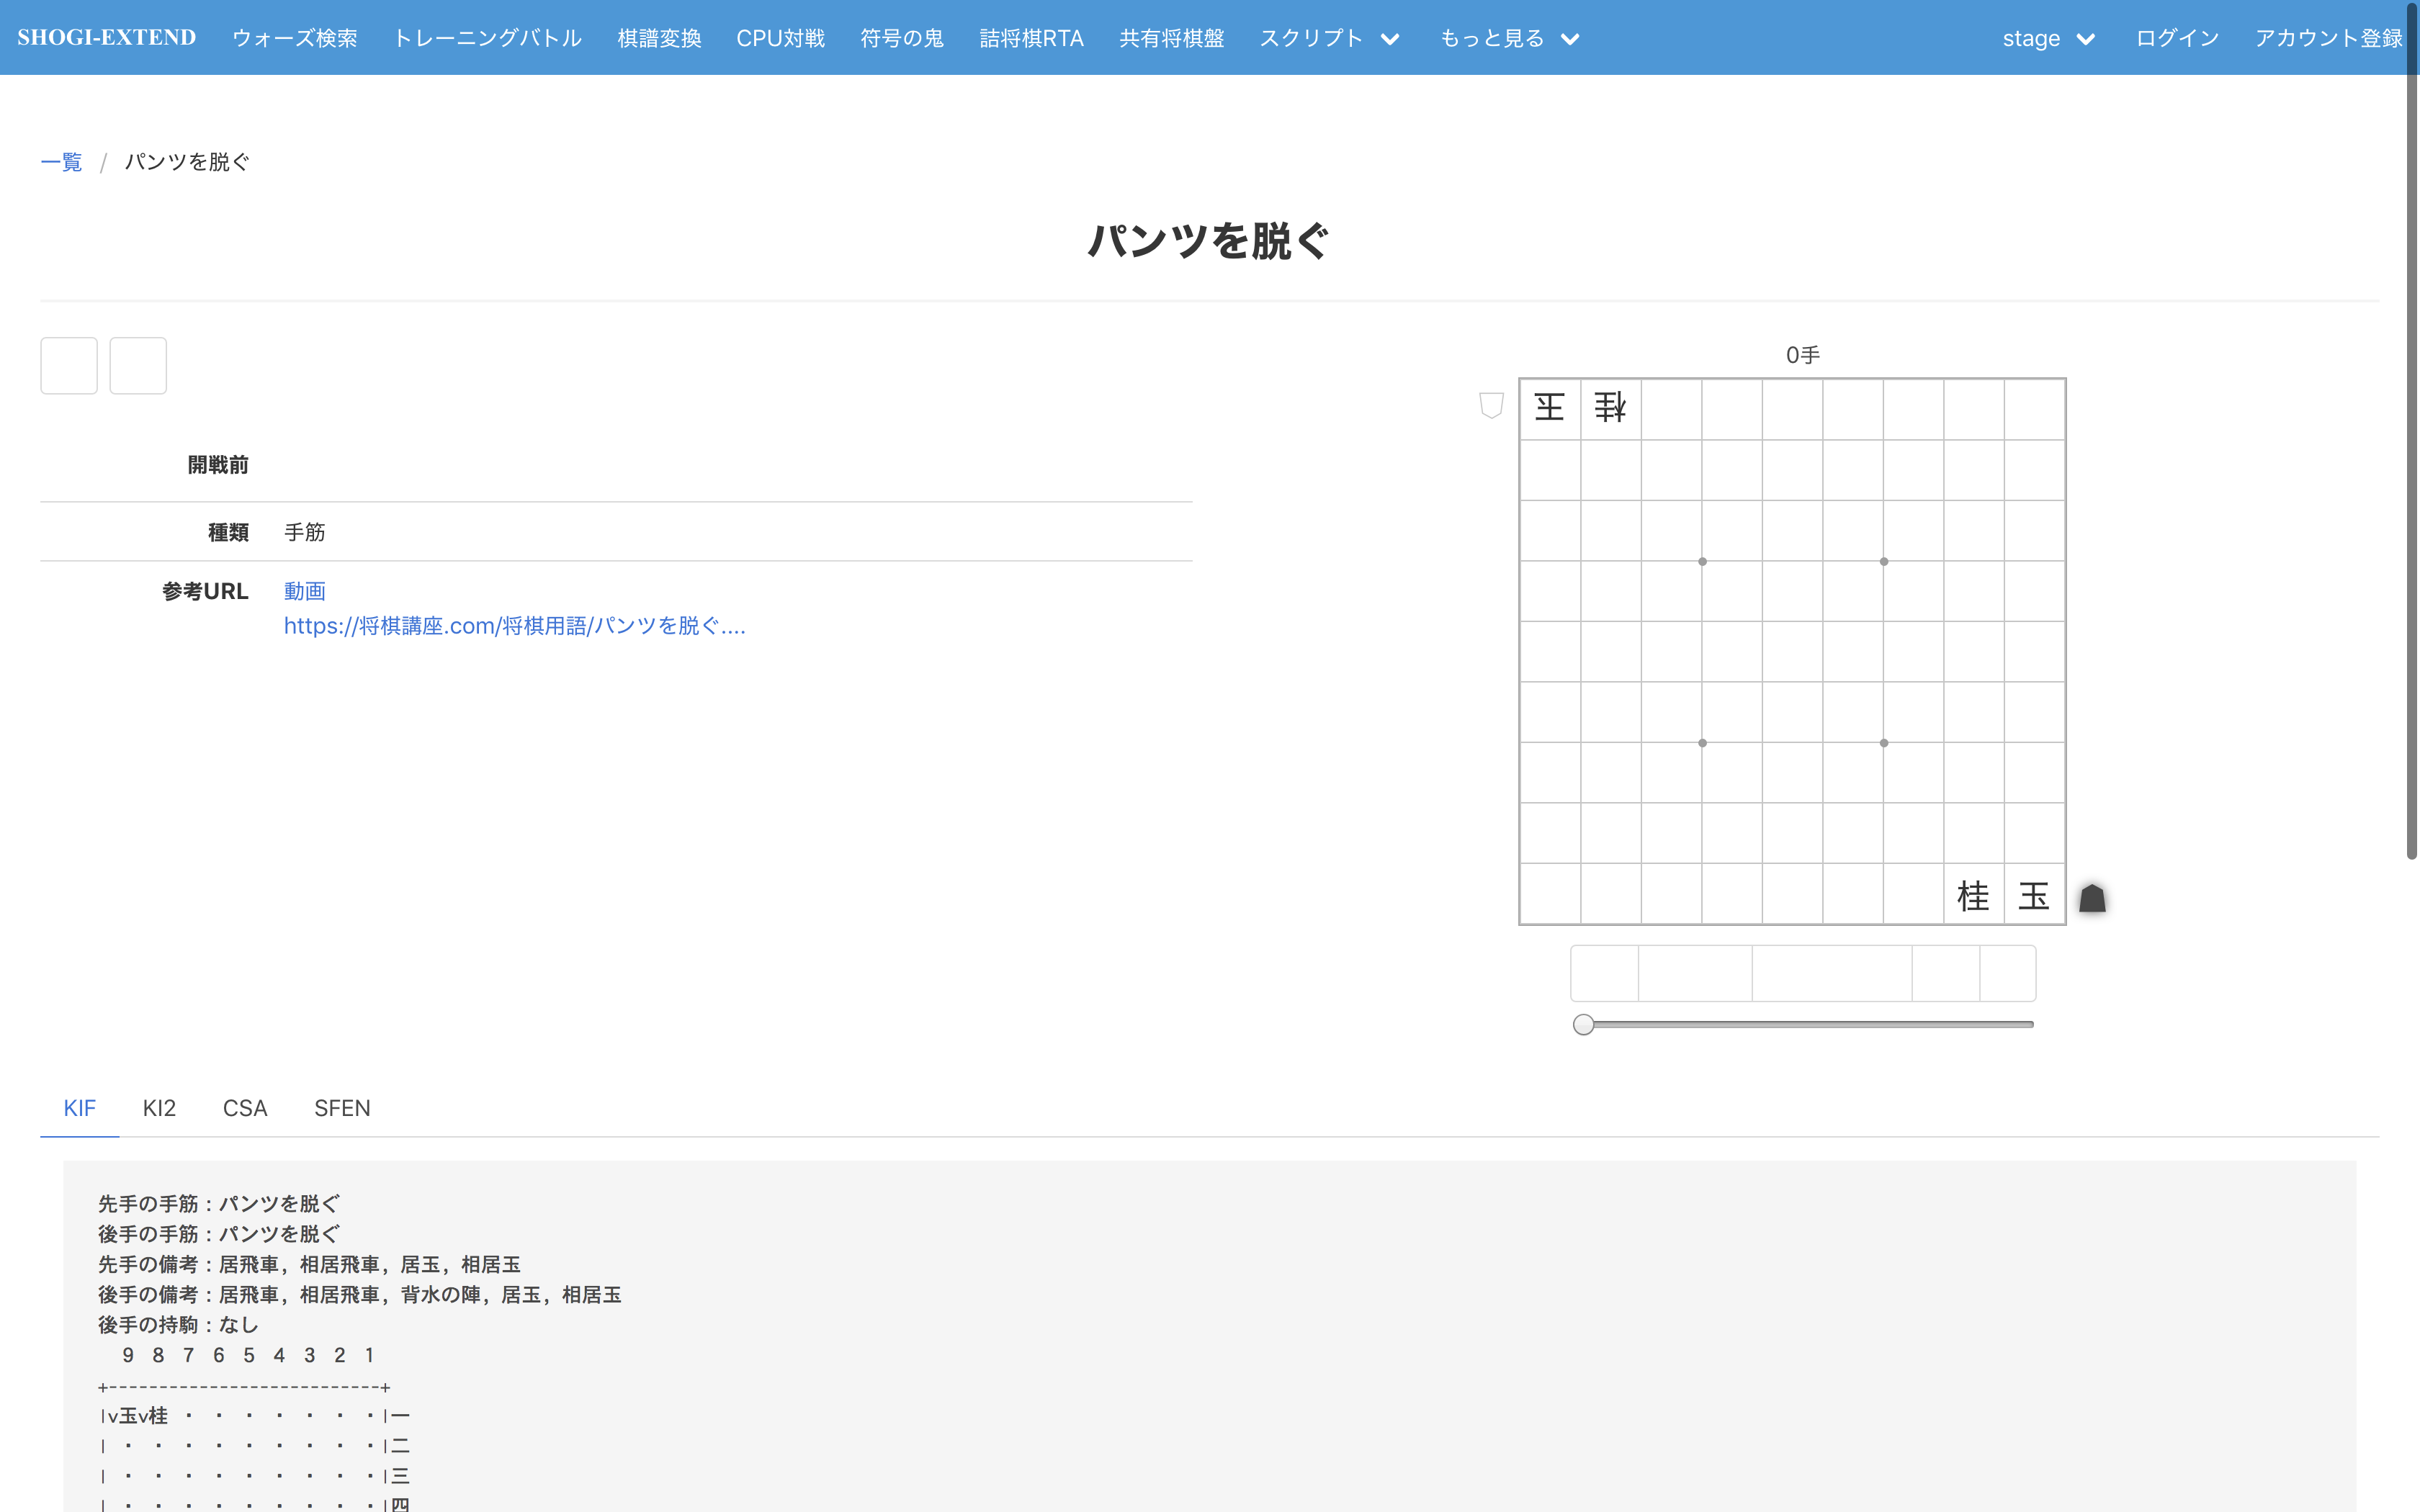 SHOGI-EXTEND ウォーズ検索 トレーニングバトル 棋譜変換 CPU対戦 符号の鬼 詰将棋RTA 共有将棋盤 スクリプト もっと見る stage ログイン アカウント登録
一覧 / パンツを脱ぐ
パンツを脱ぐ
開戦前
種類 手筋
参考URL 動画
https://将棋講座.com/将棋用語/パンツを脱ぐ....
0手
玉 桂
桂 玉
KIF KI2 CSA SFEN
先手の手筋：パンツを脱ぐ
後手の手筋：パンツを脱ぐ
先手の備考：居飛車, 相居飛車, 居玉, 相居玉
後手の備考：居飛車, 相居飛車, 背水の陣, 居玉, 相居玉
後手の持駒：なし
9 8 7 6 5 4 3 2 1
+---------------------------+
|v玉v桂 ・ ・ ・ ・ ・ ・ ・|一
| ・ ・ ・ ・ ・ ・ ・ ・ ・|二
| ・ ・ ・ ・ ・ ・ ・ ・ ・|三
| ・ ・ ・ ・ ・ ・ ・ ・ ・|四